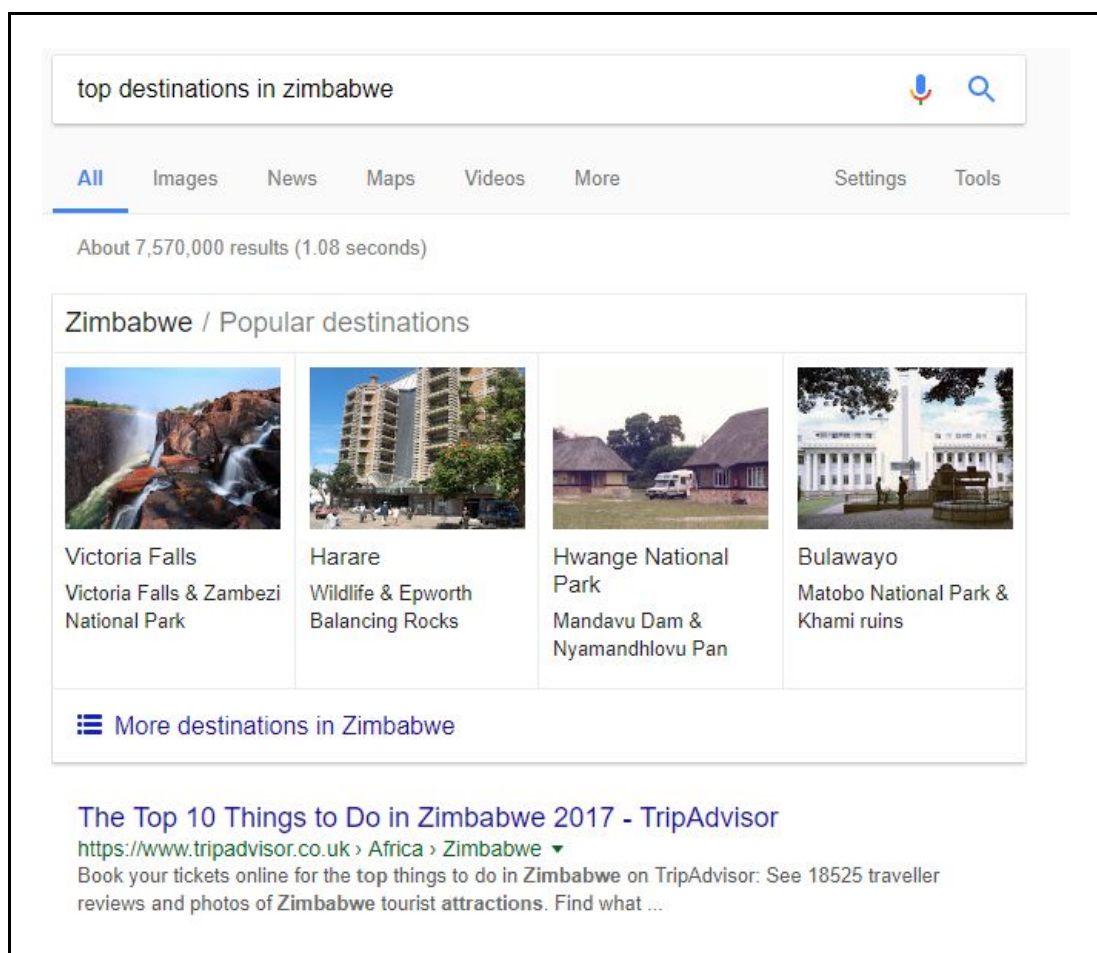 top destinations in zimbabwe
All Images News Maps Videos More Settings Tools
About 7,570,000 results (1.08 seconds)
Zimbabwe / Popular destinations
Victoria Falls
Victoria Falls & Zambezi
National Park
Harare
Wildlife & Epworth
Balancing Rocks
Hwange National
Park
Mandavu Dam &
Nyamandhlovu Pan
Bulawayo
Matobo National Park &
Khami ruins
More destinations in Zimbabwe
The Top 10 Things to Do in Zimbabwe 2017 - TripAdvisor
https://www.tripadvisor.co.uk › Africa › Zimbabwe
Book your tickets online for the top things to do in Zimbabwe on TripAdvisor: See 18525 traveller
reviews and photos of Zimbabwe tourist attractions. Find what ...